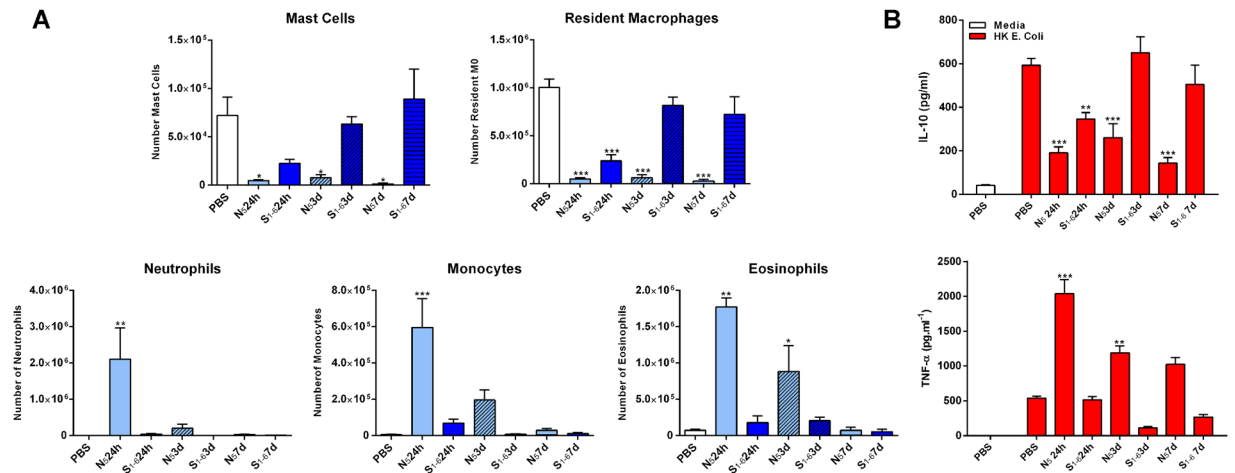 A
Mast Cells
Number Mast Cells
1.5×10⁵
1.0×10⁵
5.0×10⁴
0
PBS
N₅24h
S₁₋₆24h
N₅3d
S₁₋₆3d
N₅7d
S₁₋₆7d
*
*
*
Resident Macrophages
Number Resident M0
1.5×10⁶
1.0×10⁶
5.0×10⁵
0
PBS
N₅24h
S₁₋₆24h
N₅3d
S₁₋₆3d
N₅7d
S₁₋₆7d
***
***
***
***
B
Media
HK E. Coli
IL-10 (pg/ml)
800
600
400
200
0
PBS
PBS
N₅ 24h
S₁₋₆24h
N₅3d
S₁₋₆3d
N₅7d
S₁₋₆ 7d
***
**
***
***
Neutrophils
Number of Neutrophils
4.0×10⁶
3.0×10⁶
2.0×10⁶
1.0×10⁶
0
PBS
N₅24h
S₁₋₆24h
N₅3d
S₁₋₆3d
N₅7d
S₁₋₆7d
**
Monocytes
Numberof Monocytes
8.0×10⁵
6.0×10⁵
4.0×10⁵
2.0×10⁵
0
PBS
N₅24h
S₁₋₆24h
N₅3d
S₁₋₆3d
N₅7d
S₁₋₆7d
***
Eosinophils
Number of Eosinophils
2.0×10⁶
1.5×10⁶
1.0×10⁶
5.0×10⁵
0
PBS
N₅24h
S₁₋₆24h
N₅3d
S₁₋₆3d
N₅7d
S₁₋₆7d
**
*
TNF-α (pg.ml⁻¹)
2500
2000
1500
1000
500
0
PBS
PBS
N₅ 24h
S₁₋₆24h
N₅3d
S₁₋₆3d
N₅7d
S₁₋₆ 7d
***
**